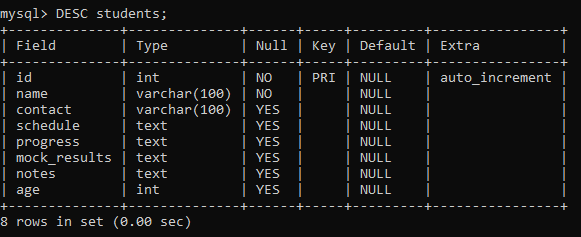 mysql> DESC students;
+--------------+--------------+------+-----+---------+----------------+
| Field        | Type         | Null | Key | Default | Extra          |
+--------------+--------------+------+-----+---------+----------------+
| id           | int          | NO   | PRI | NULL    | auto_increment |
| name         | varchar(100) | NO   |     | NULL    |                |
| contact      | varchar(100) | YES  |     | NULL    |                |
| schedule     | text         | YES  |     | NULL    |                |
| progress     | text         | YES  |     | NULL    |                |
| mock_results | text         | YES  |     | NULL    |                |
| notes        | text         | YES  |     | NULL    |                |
| age          | int          | YES  |     | NULL    |                |
+--------------+--------------+------+-----+---------+----------------+
8 rows in set (0.00 sec)